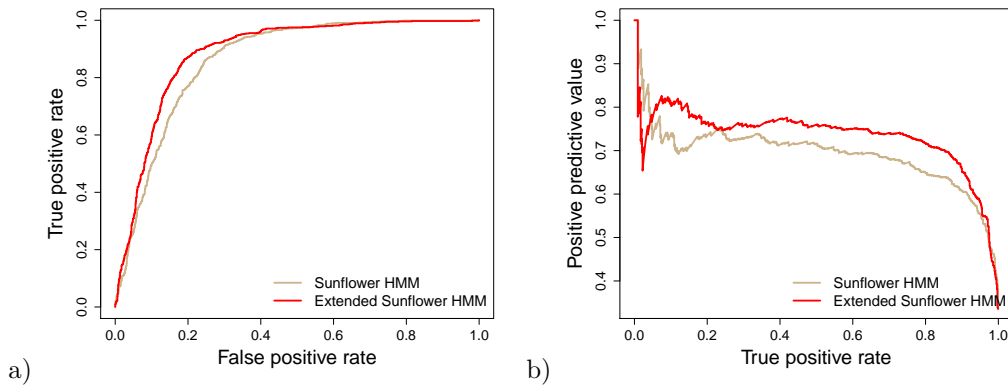 True positive rate
0.0 0.2 0.4 0.6 0.8 1.0
Sunflower HMM
Extended Sunflower HMM
0.0 0.2 0.4 0.6 0.8 1.0
False positive rate
a)
Positive predictive value
0.4 0.5 0.6 0.7 0.8 0.9 1.0
Sunflower HMM
Extended Sunflower HMM
0.0 0.2 0.4 0.6 0.8 1.0
True positive rate
b)